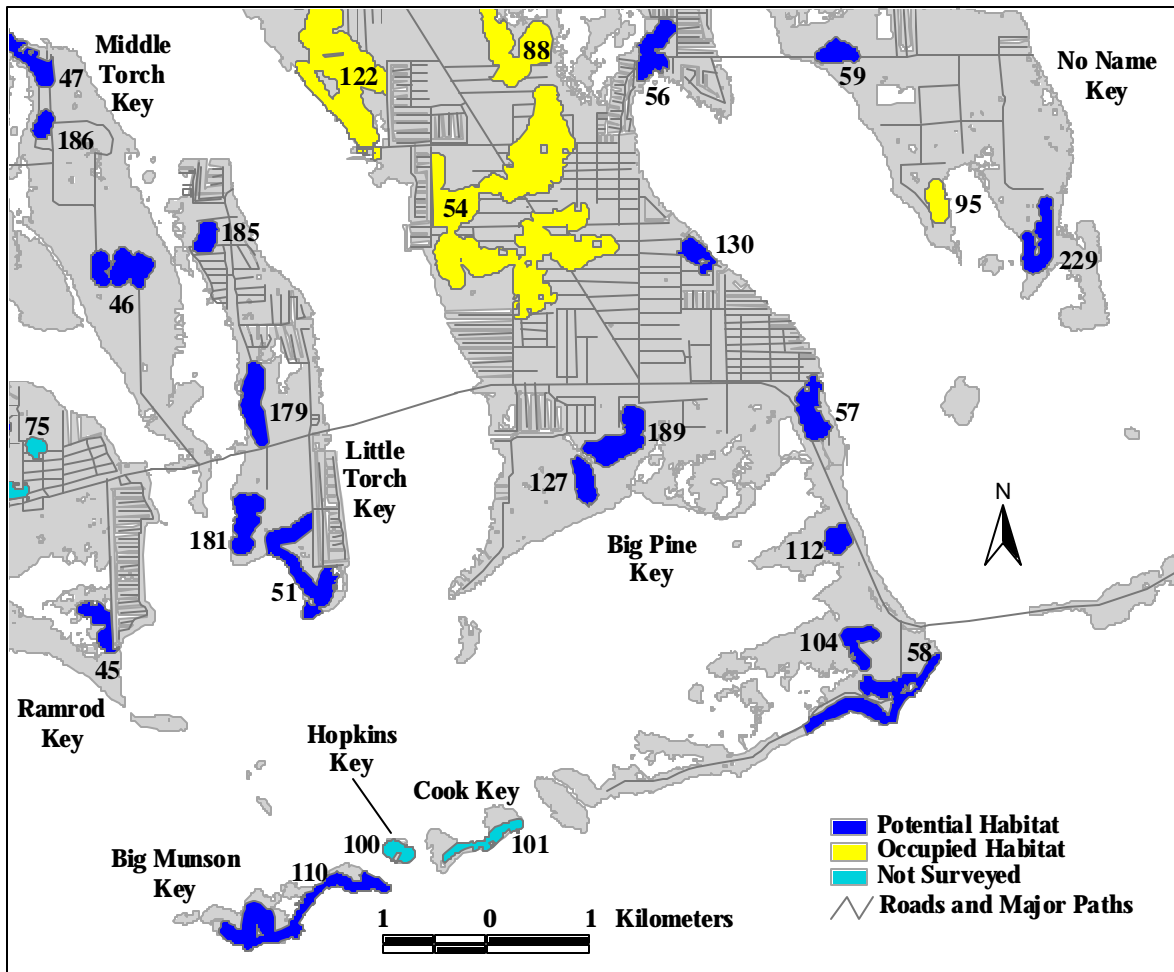 Middle
Torch
Key
47
186
122
88
56
59
No Name
Key
54
95
229
185
130
46
179
75
57
189
127
Little
Torch
Key
181
51
Big Pine
Key
112
N
45
Ramrod
Key
104
58
Hopkins
Key
Cook Key
100
101
Big Munson
Key
110
Potential Habitat
Occupied Habitat
Not Surveyed
Roads and Major Paths
1 0 1 Kilometers